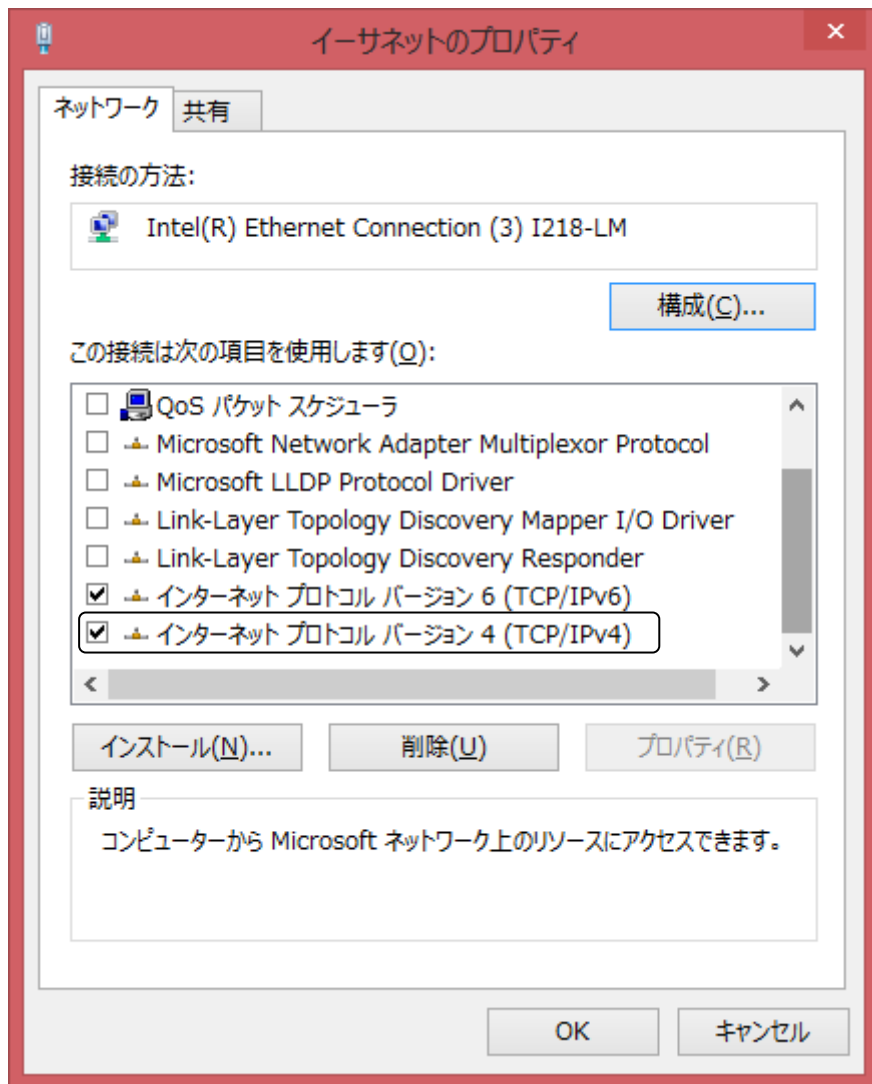 イーサネットのプロパティ
ネットワーク 共有
接続の方法:
Intel(R) Ethernet Connection (3) I218-LM
構成(C)...
この接続は次の項目を使用します(O):
QoS パケット スケジューラ
Microsoft Network Adapter Multiplexor Protocol
Microsoft LLDP Protocol Driver
Link-Layer Topology Discovery Mapper I/O Driver
Link-Layer Topology Discovery Responder
インターネット プロトコル バージョン 6 (TCP/IPv6)
インターネット プロトコル バージョン 4 (TCP/IPv4)
インストール(N)... 削除(U) プロパティ(R)
説明
コンピューターから Microsoft ネットワーク上のリソースにアクセスできます。
OK キャンセル